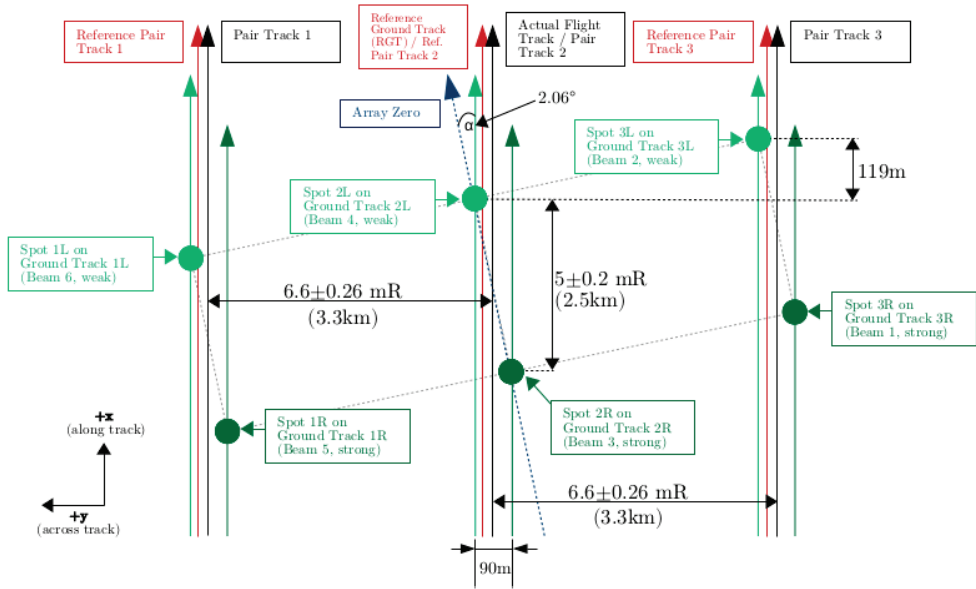 Reference Pair
Track 1
Pair Track 1
Reference
Ground Track
(RGT) / Ref.
Pair Track 2
Actual Flight
Track / Pair
Track 2
Reference Pair
Track 3
Pair Track 3
Array Zero
α
2.06°
Spot 3L on
Ground Track 3L
(Beam 2, weak)
119m
Spot 2L on
Ground Track 2L
(Beam 4, weak)
Spot 1L on
Ground Track 1L
(Beam 6, weak)
6.6±0.26 mR
(3.3km)
5±0.2 mR
(2.5km)
Spot 3R on
Ground Track 3R
(Beam 1, strong)
Spot 1R on
Ground Track 1R
(Beam 5, strong)
Spot 2R on
Ground Track 2R
(Beam 3, strong)
+x
(along track)
+y
(across track)
6.6±0.26 mR
(3.3km)
90m